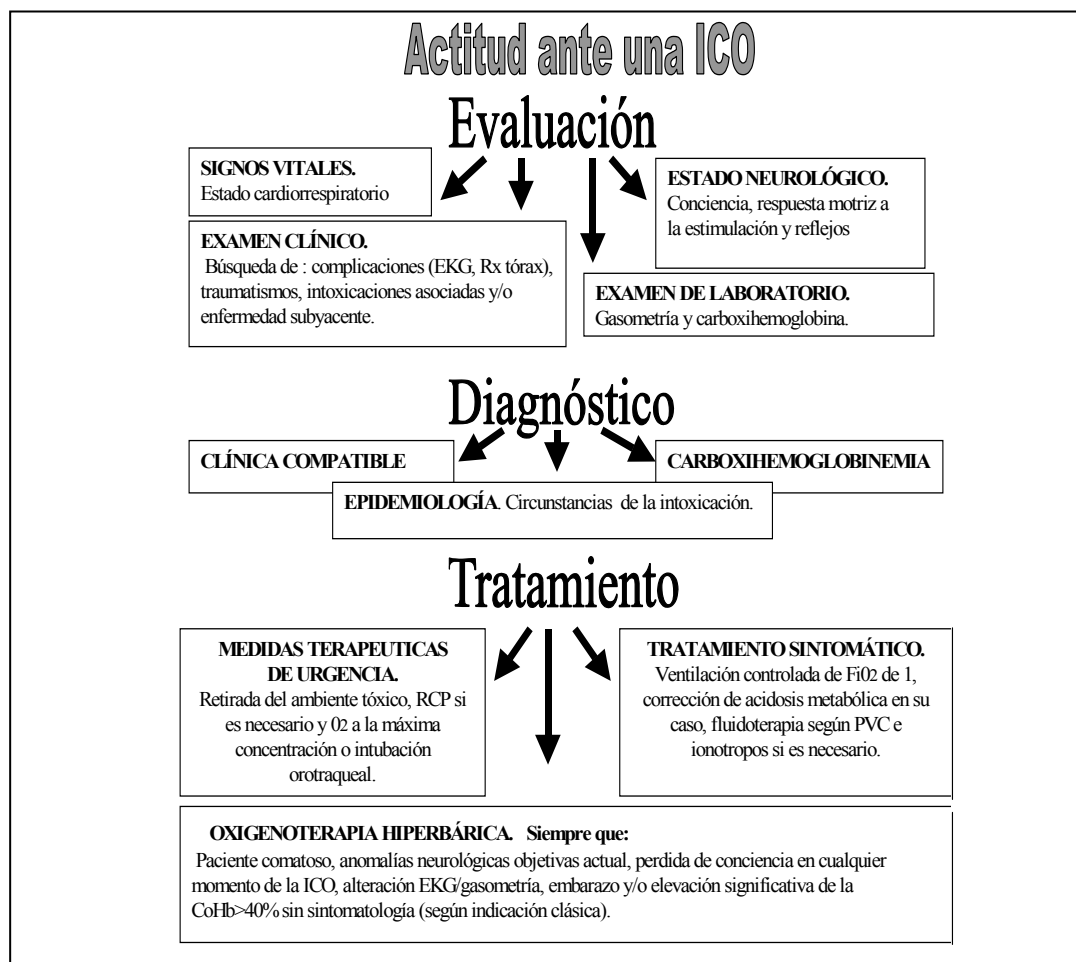 Actitud ante una ICO
Evaluación
SIGNOS VITALES.
Estado cardiorrespiratorio
ESTADO NEUROLÓGICO.
Conciencia, respuesta motriz a
la estimulación y reflejos
EXAMEN CLÍNICO.
Búsqueda de : complicaciones (EKG, Rx tórax),
traumatismos, intoxicaciones asociadas y/o
enfermedad subyacente.
EXAMEN DE LABORATORIO.
Gasometría y carboxihemoglobina.
Diagnóstico
CLÍNICA COMPATIBLE
CARBOXIHEMOGLOBINEMIA
EPIDEMIOLOGÍA. Circunstancias de la intoxicación.
Tratamiento
MEDIDAS TERAPEUTICAS
DE URGENCIA.
Retirada del ambiente tóxico, RCP si
es necesario y 02 a la máxima
concentración o intubación
orotraqueal.
TRATAMIENTO SINTOMÁTICO.
Ventilación controlada de Fi02 de 1,
corrección de acidosis metabólica en su
caso, fluidoterapia según PVC e
ionotropos si es necesario.
OXIGENOTERAPIA HIPERBÁRICA. Siempre que:
Paciente comatoso, anomalías neurológicas objetivas actual, perdida de conciencia en cualquier
momento de la ICO, alteración EKG/gasometría, embarazo y/o elevación significativa de la
CoHb>40% sin sintomatología (según indicación clásica).